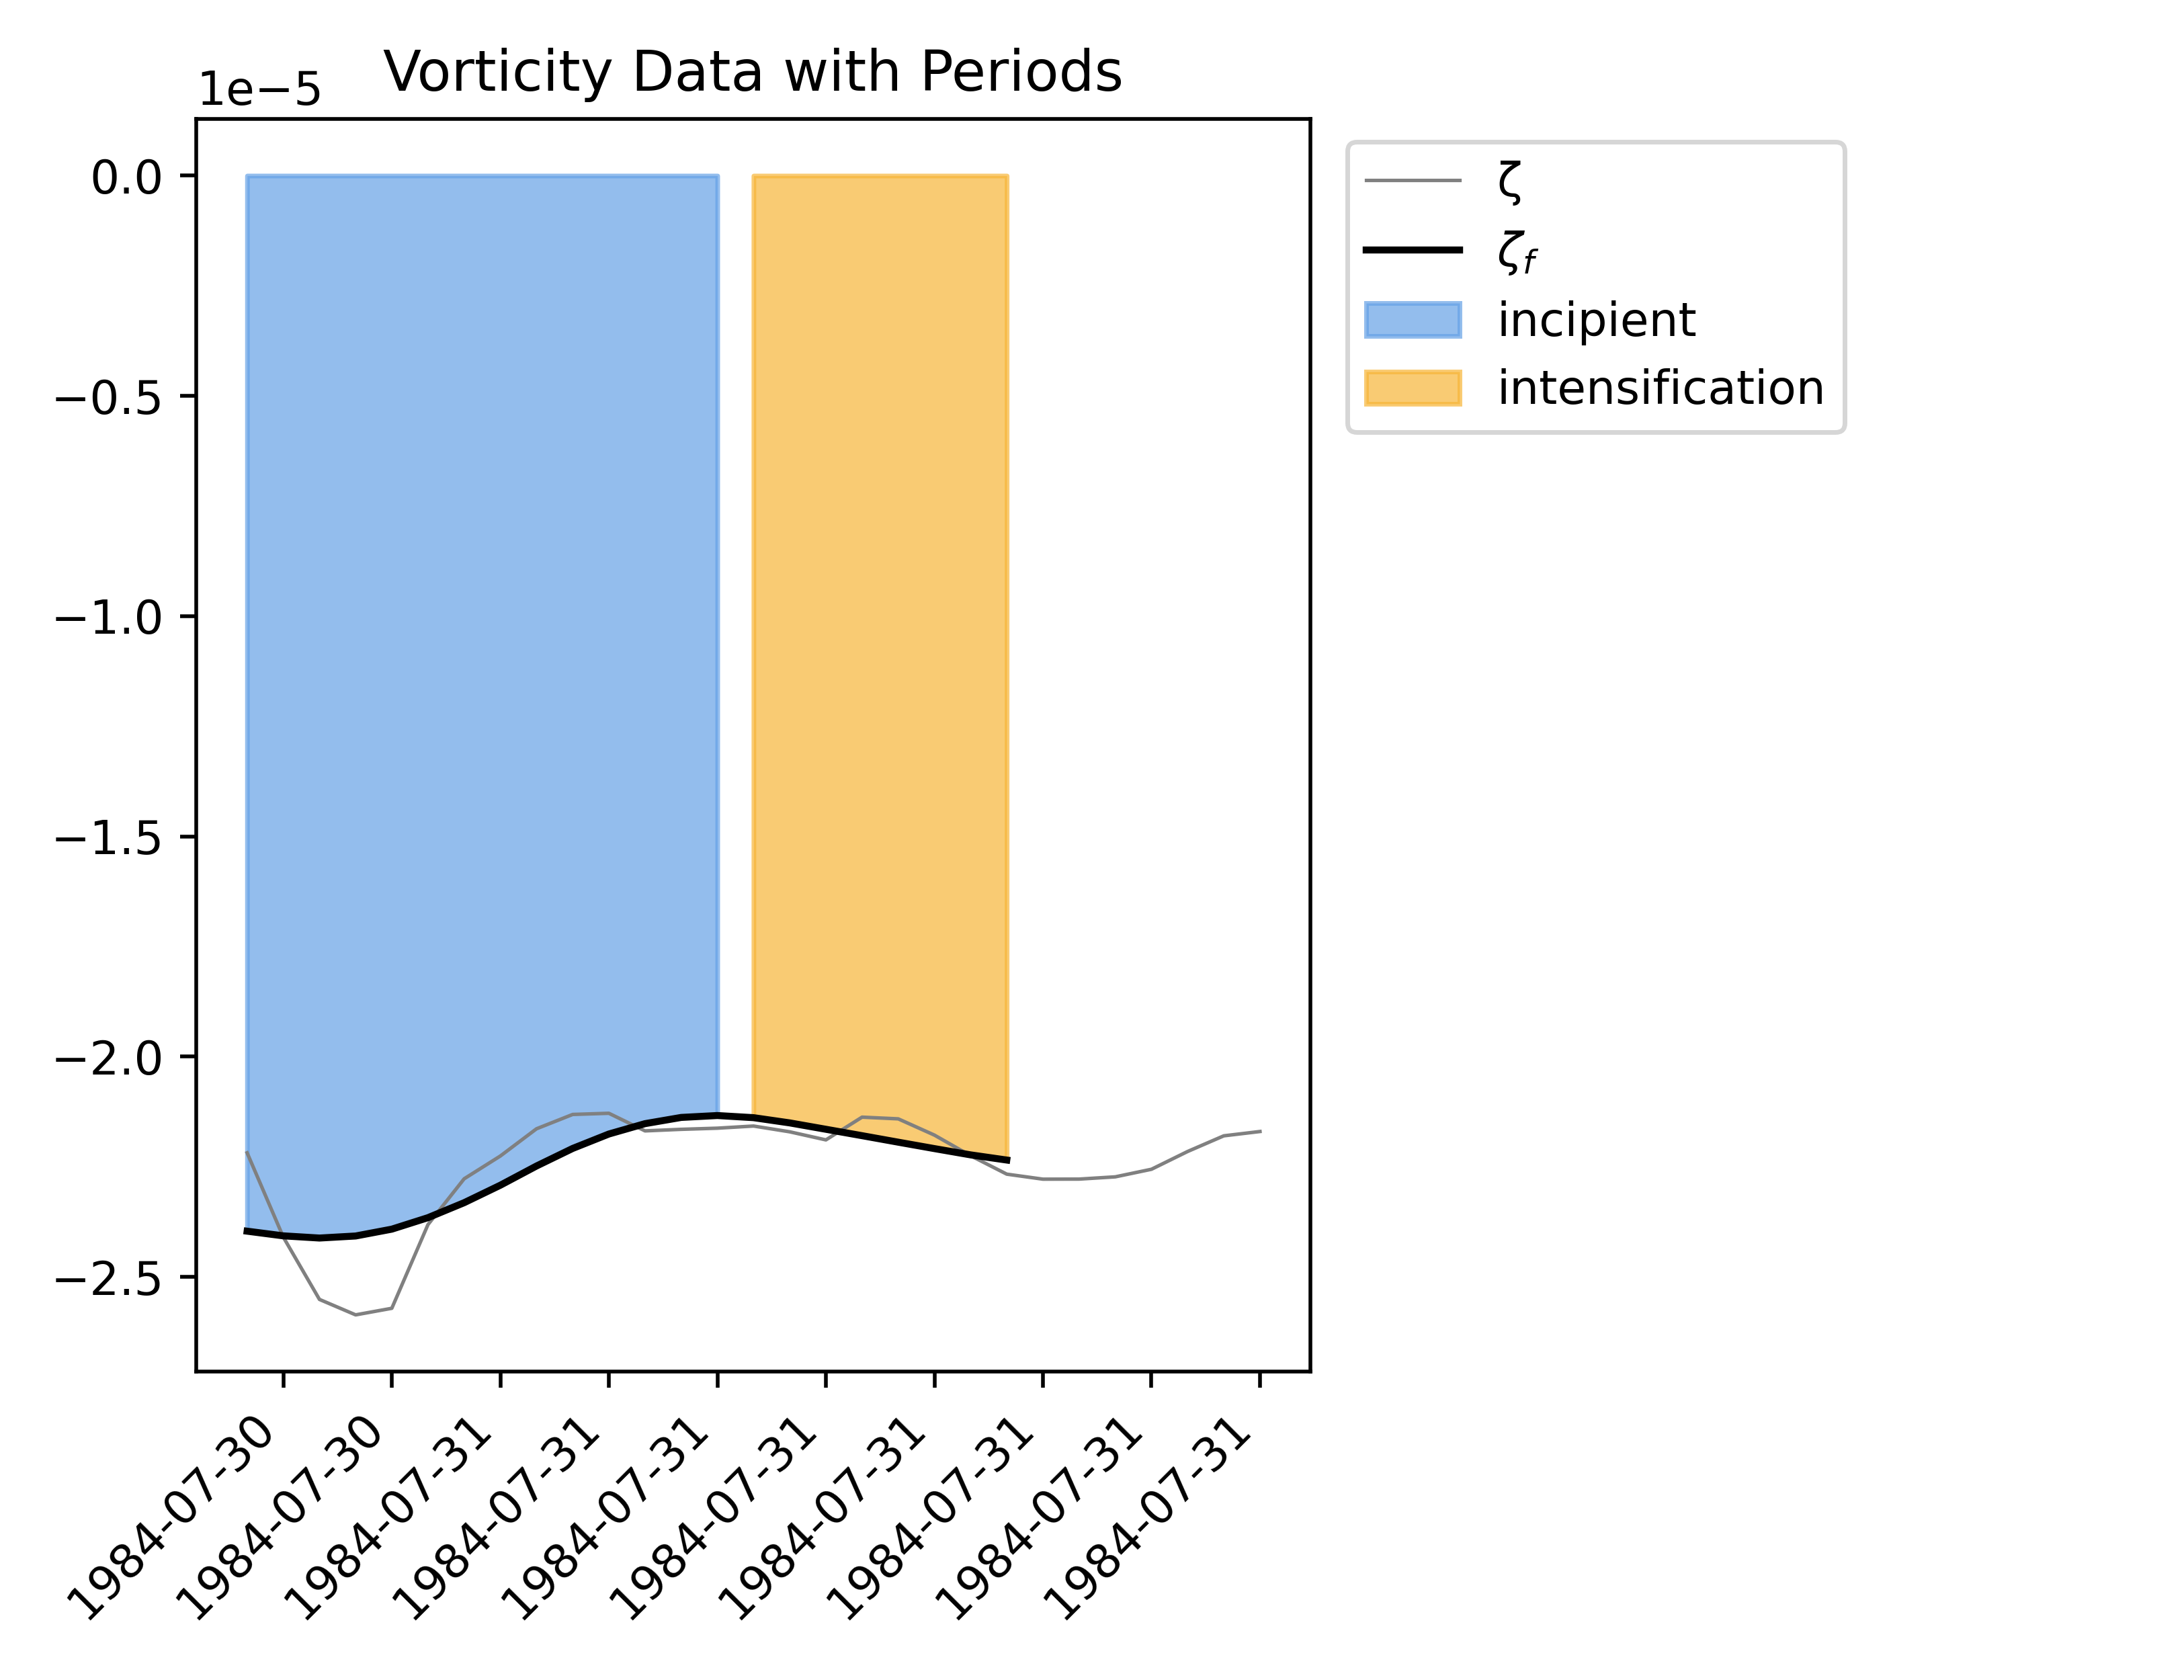 Vorticity Data with Periods
1e−5
0.0
−0.5
−1.0
−1.5
−2.0
−2.5
1984-07-30
1984-07-30
1984-07-31
1984-07-31
1984-07-31
1984-07-31
1984-07-31
1984-07-31
1984-07-31
1984-07-31
ζ
ζf
incipient
intensification